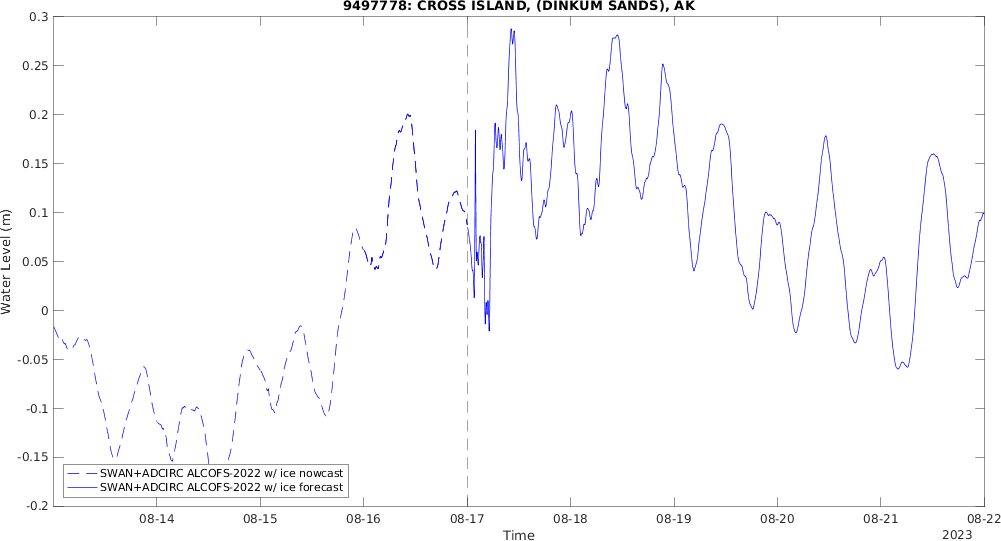 9497778: CROSS ISLAND, (DINKUM SANDS), AK
0.3
0.25
0.2
0.15
0.1
0.05
0
-0.05
-0.1
-0.15
-0.2
Water Level (m)
SWAN+ADCIRC ALCOFS-2022 w/ ice nowcast
SWAN+ADCIRC ALCOFS-2022 w/ ice forecast
08-14 08-15 08-16 08-17 08-18 08-19 08-20 08-21 08-22
Time
2023